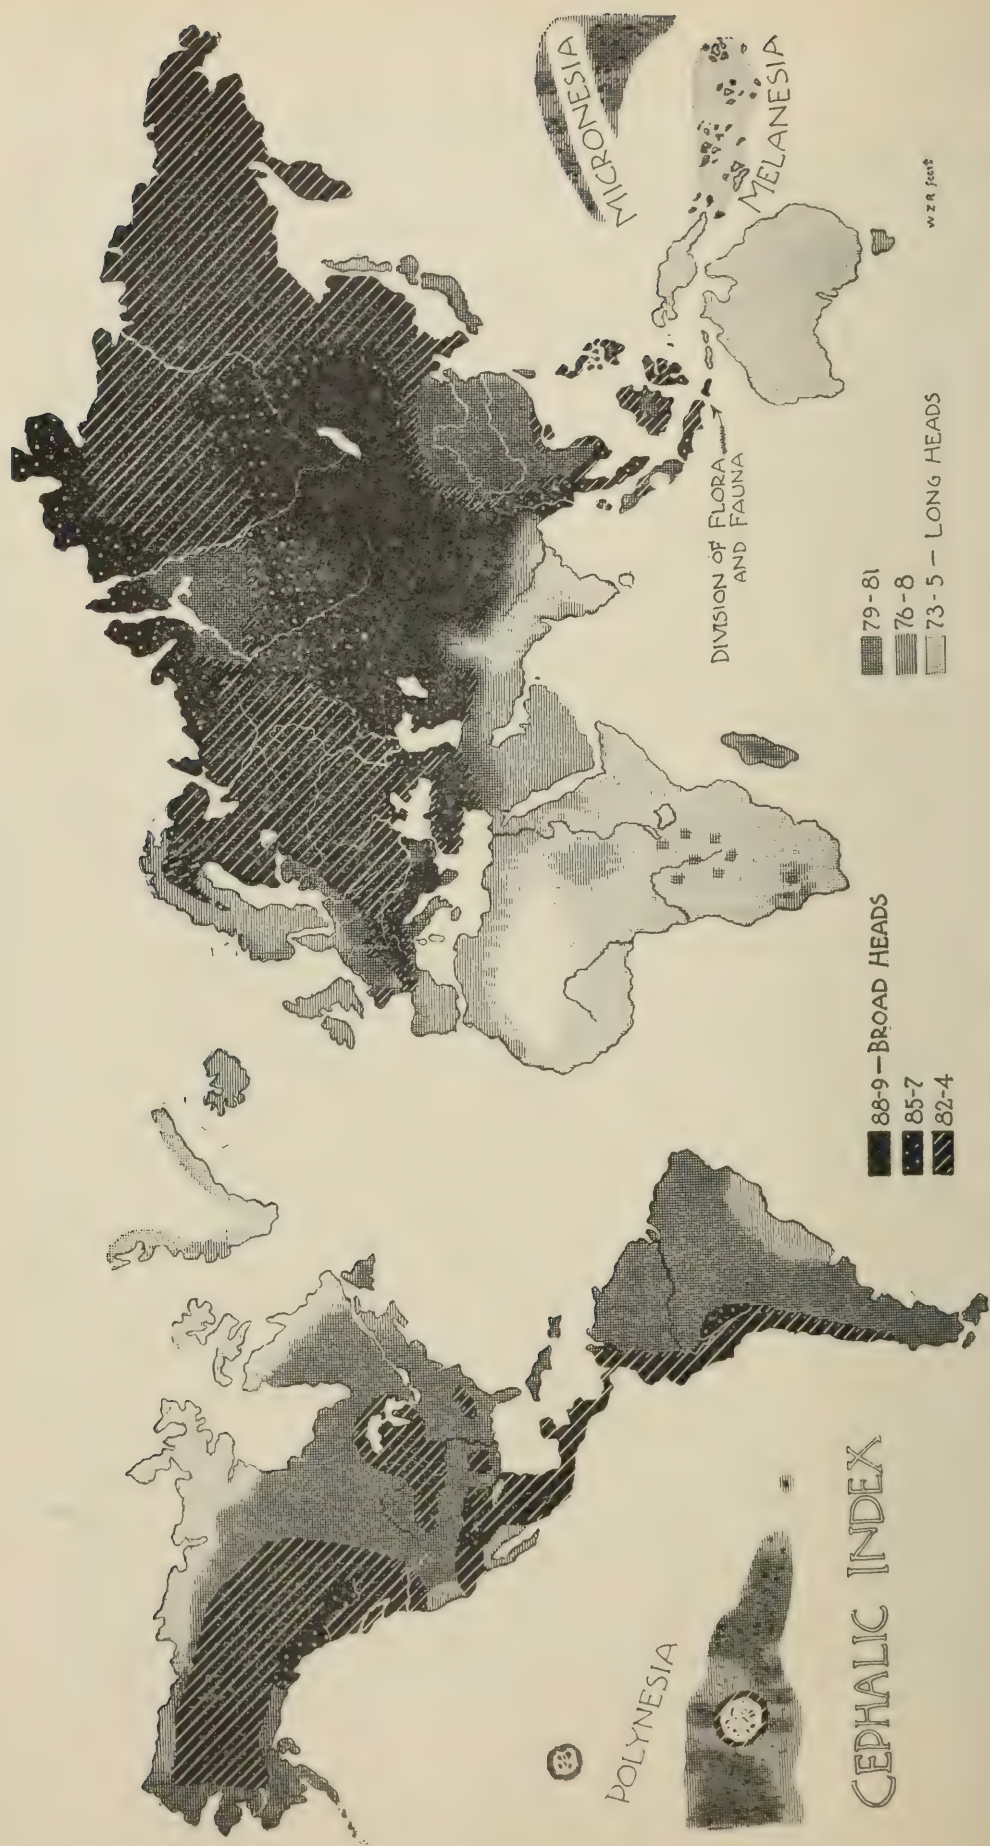 CEPHALIC INDEX
POLYNESIA
88-9 — BROAD HEADS
85-7
82-4
79-81
76-8
73-5 — LONG HEADS
DIVISION OF FLORA
AND FAUNA
MICRONESIA
MELANESIA
WZR fecit